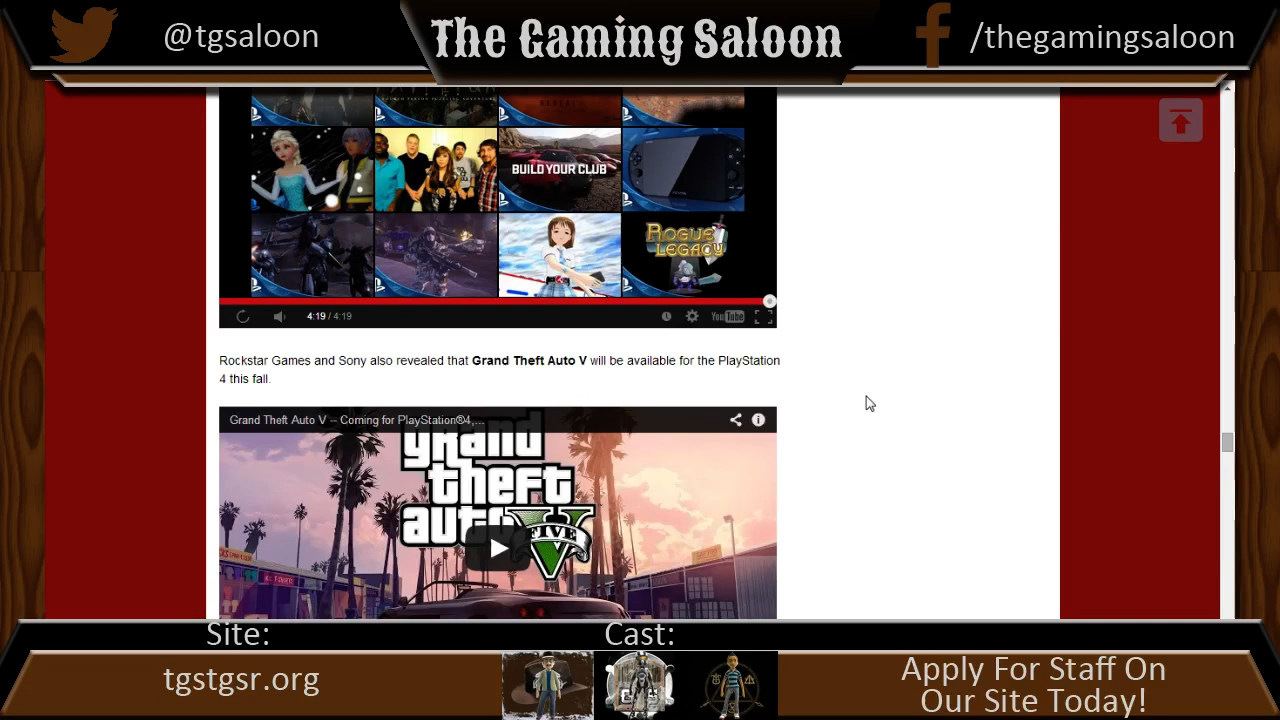 @tgsaloon
The Gaming Saloon
/thegamingsaloon
BUILD YOUR CLUB
ROGUE
LEGACY
4:19 / 4:19
YouTube
Rockstar Games and Sony also revealed that Grand Theft Auto V will be available for the PlayStation
4 this fall.
Grand Theft Auto V – Coming for PlayStation®4,...
grand
theft
auto
V
FIVE
Site:
Cast:
tgstgsr.org
Apply For Staff On
Our Site Today!